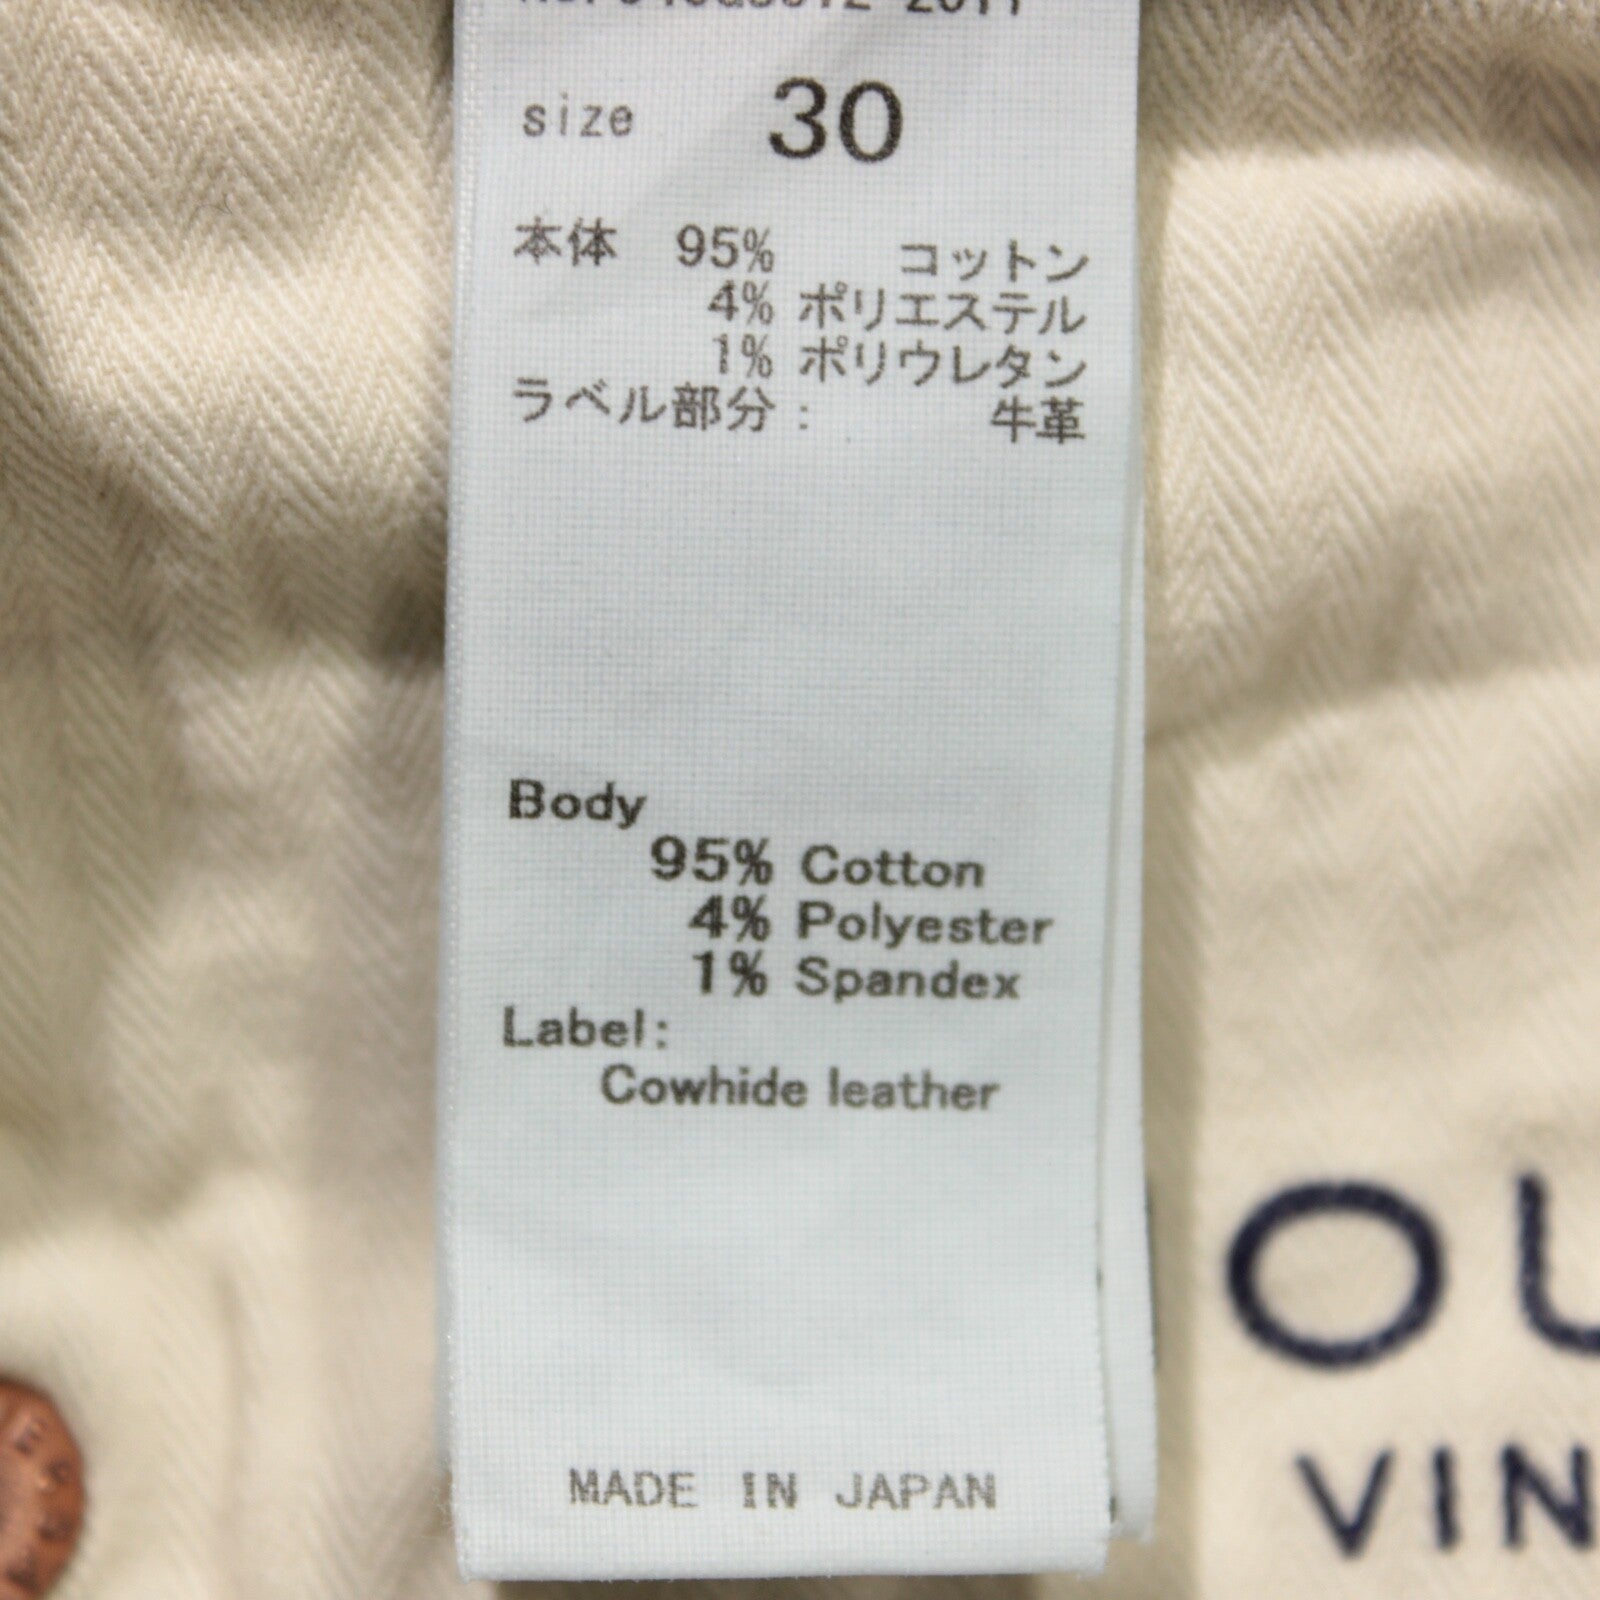 size 30
本体 95% コットン
4% ポリエステル
1% ポリウレタン
ラベル部分: 牛革
Body
95% Cotton
4% Polyester
1% Spandex
Label:
Cowhide leather
MADE IN JAPAN
OU
VIN